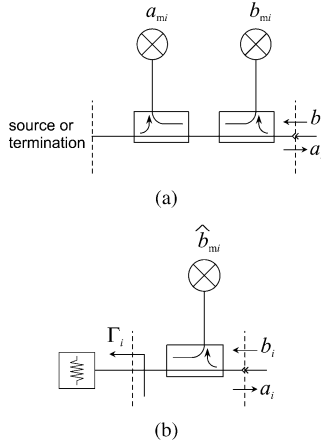 a_mi b_mi
source or
termination
b
a
(a)
b̂_mi
Γ_i
b_i
a_i
(b)